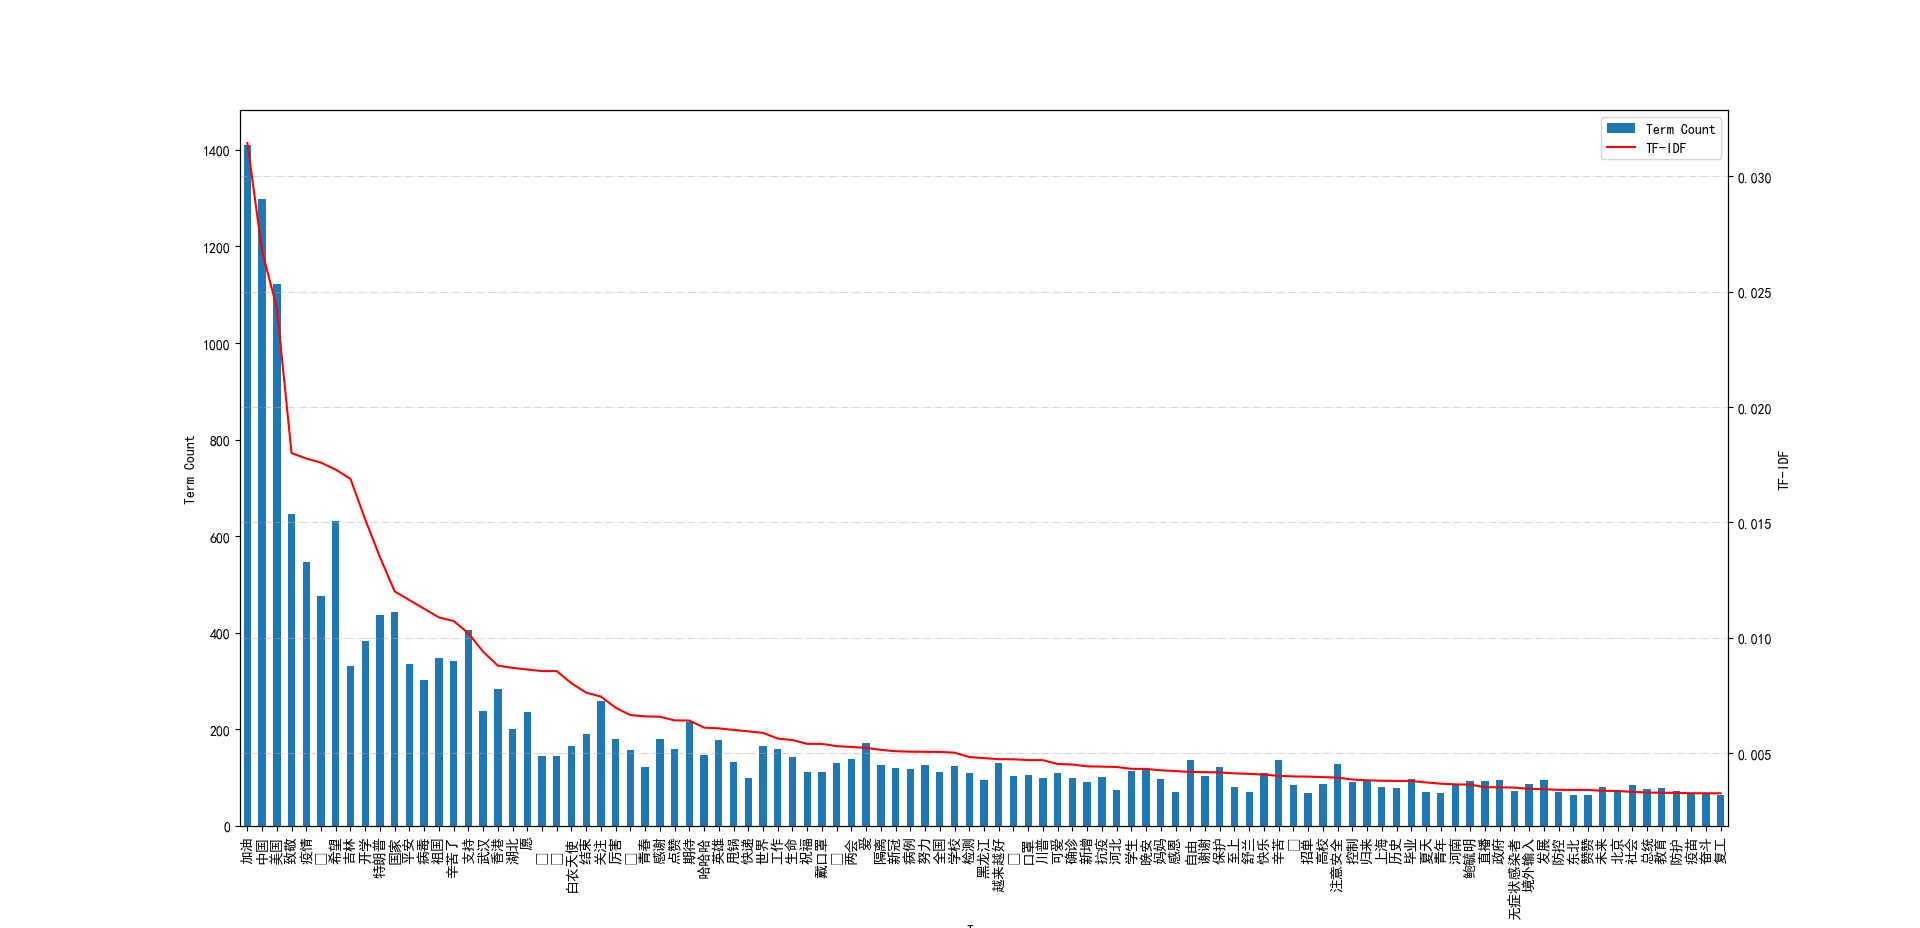 Term Count
TF-IDF
1400
1200
1000
800
600
400
200
0
Term Count
0.030
0.025
0.020
0.015
0.010
0.005
TF-IDF
加油
中国
美国
致敬
疫情
□
希望
吉林
开学
特朗普
国家
平安
病毒
祖国
辛苦了
支持
武汉
香港
湖北
愿
□
□
白衣天使
结束
关注
厉害
□
青春
感谢
点赞
期待
哈哈哈
英雄
甩锅
快递
世界
工作
生命
祝福
戴口罩
□
两会
爱
隔离
新冠
病例
努力
全国
学校
检测
黑龙江
越来越好
□
口罩
川普
可爱
确诊
新增
抗疫
河北
学生
晚安
妈妈
感恩
自由
谢谢
保护
至上
舒兰
快乐
辛苦
□
招单
高校
注意安全
控制
归来
上海
历史
毕业
夏天
青年
河南
鲍毓明
直播
政府
无症状感染者
境外输入
发展
防控
东北
赞赞
未来
北京
社会
总统
教育
防护
疫苗
奋斗
复工